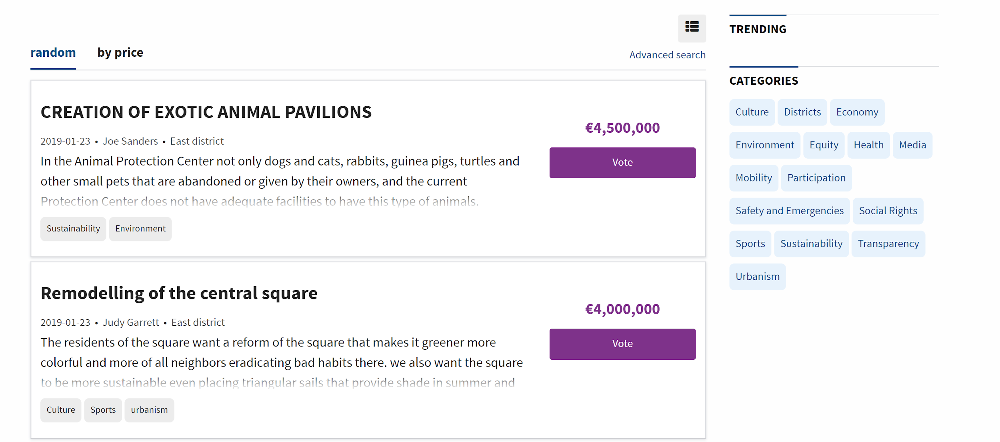 random by price
Advanced search
CREATION OF EXOTIC ANIMAL PAVILIONS
2019-01-23 • Joe Sanders • East district
In the Animal Protection Center not only dogs and cats, rabbits, guinea pigs, turtles and
other small pets that are abandoned or given by their owners, and the current
Protection Center does not have adequate facilities to have this type of animals.
Sustainability Environment
€4,500,000
Vote
Remodelling of the central square
2019-01-23 • Judy Garrett • East district
The residents of the square want a reform of the square that makes it greener more
colorful and more of all neighbors eradicating bad habits there. we also want the square
to be more sustainable even placing triangular sails that provide shade in summer and
Culture Sports urbanism
€4,000,000
Vote
TRENDING
CATEGORIES
Culture Districts Economy
Environment Equity Health Media
Mobility Participation
Safety and Emergencies Social Rights
Sports Sustainability Transparency
Urbanism